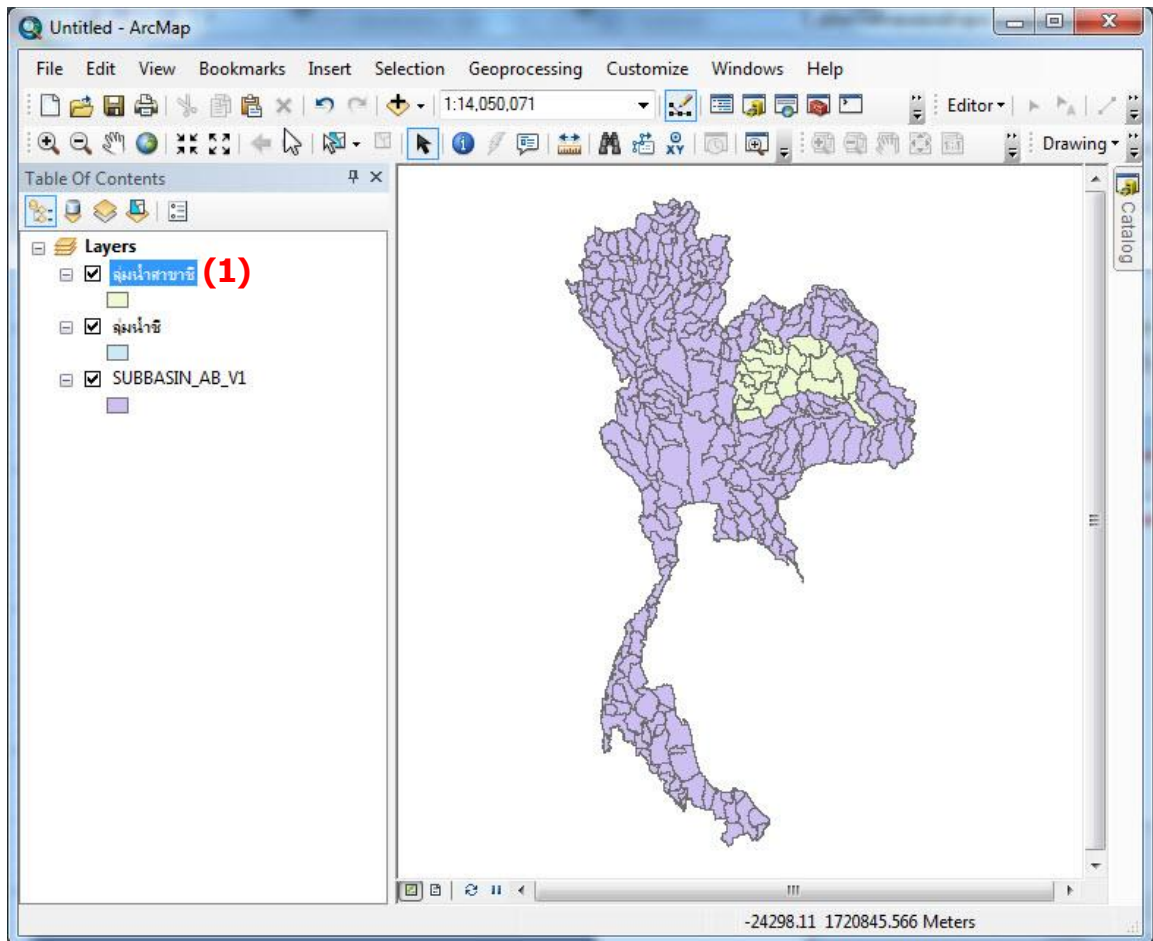 Untitled - ArcMap
File Edit View Bookmarks Insert Selection Geoprocessing Customize Windows Help
1:14,050,071 Editor
Drawing
Table Of Contents
Catalog
Layers
ลุ่มน้ำสาขาชี (1)
ลุ่มน้ำชี
SUBBASIN_AB_V1
-24298.11 1720845.566 Meters